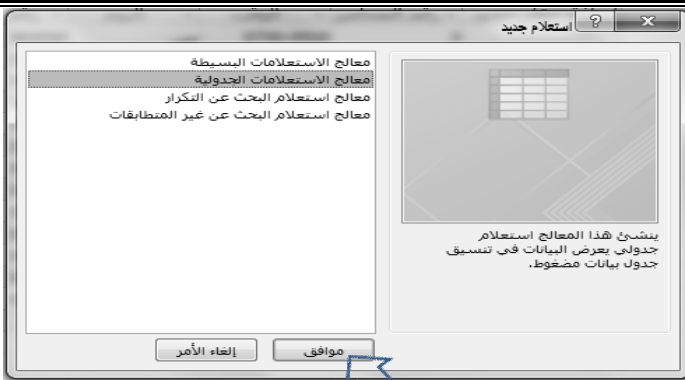 استعلام جديد
معالج الاستعلامات البسيطة
معالج الاستعلامات الجدولية
معالج استعلام البحث عن التكرار
معالج استعلام البحث عن غير المتطابقات
ينشئ هذا المعالج استعلام
جدولي يعرض البيانات في تنسيق
جدول بيانات مضغوط.
موافق
إلغاء الأمر